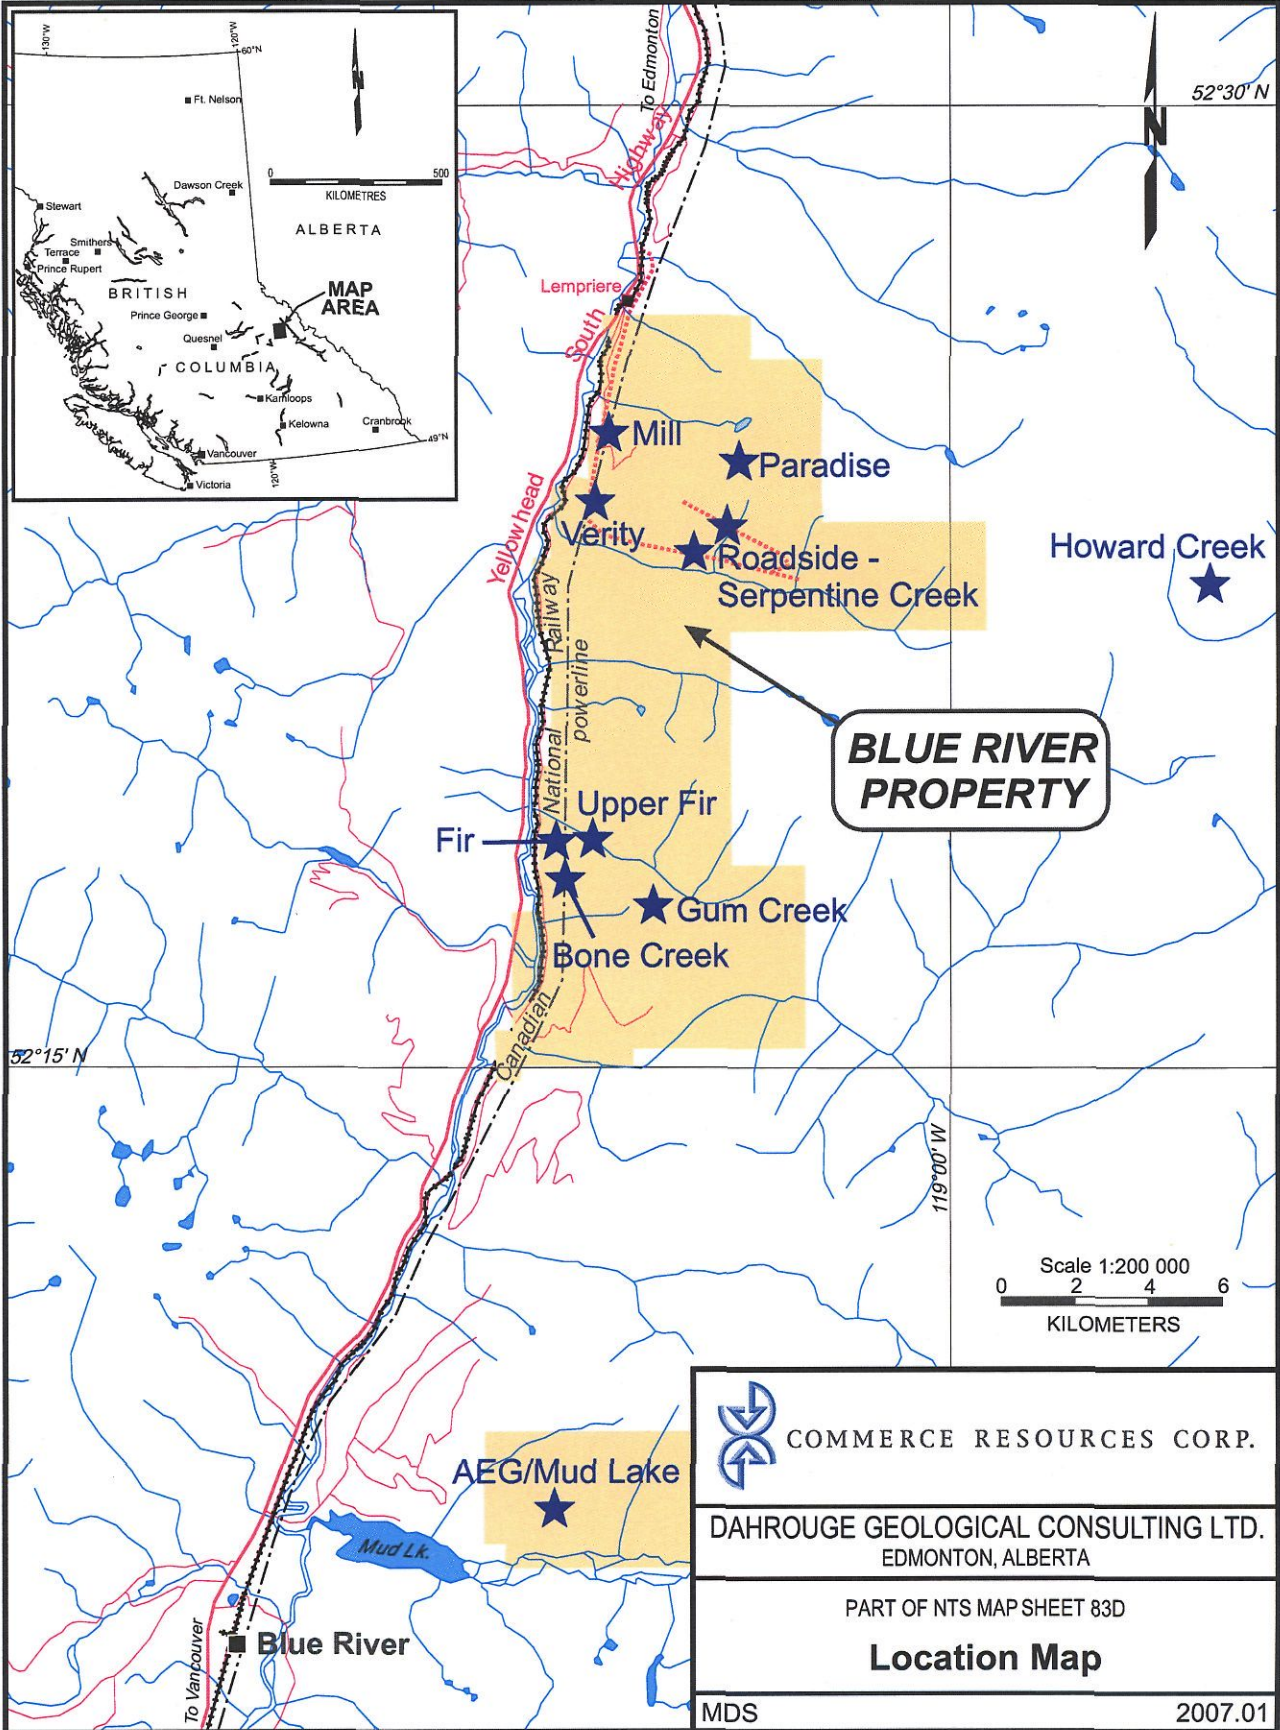 130°W
120°W
60°N
N
Ft. Nelson
0 500
KILOMETRES
Dawson Creek
Stewart
ALBERTA
Smithers
Terrace
Prince Rupert
BRITISH
MAP
AREA
Prince George
Quesnel
COLUMBIA
Kamloops
Kelowna
Cranbrook
49°N
Vancouver
120°W
Victoria
To Edmonton
52°30' N
N
Highway
Lempriere
South
Mill
Paradise
Yellowhead
Verity
Roadside -
Serpentine Creek
Howard Creek
Railway
powerline
BLUE RIVER
PROPERTY
National
Upper Fir
Fir
Gum Creek
Bone Creek
Canadian
52°15' N
119°00' W
Scale 1:200 000
0 2 4 6
KILOMETERS
AEG/Mud Lake
Mud Lk.
Blue River
To Vancouver
COMMERCE RESOURCES CORP.
DAHROUGE GEOLOGICAL CONSULTING LTD.
EDMONTON, ALBERTA
PART OF NTS MAP SHEET 83D
Location Map
MDS 2007.01